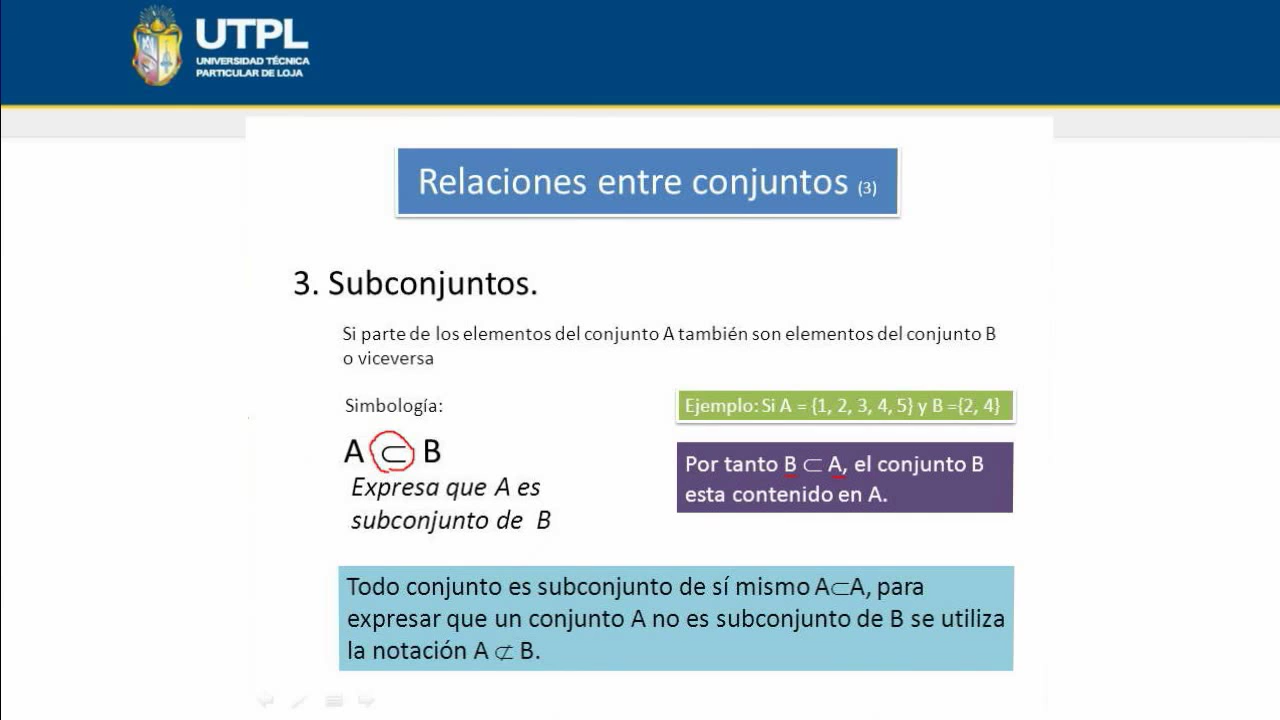 UTPL
UNIVERSIDAD TÉCNICA
PARTICULAR DE LOJA
Relaciones entre conjuntos (3)
3. Subconjuntos.
Si parte de los elementos del conjunto A también son elementos del conjunto B
o viceversa
Simbología:
A ⊂ B
Expresa que A es
subconjunto de B
Ejemplo: Si A = {1, 2, 3, 4, 5} y B ={2, 4}
Por tanto B ⊂ A, el conjunto B
esta contenido en A.
Todo conjunto es subconjunto de sí mismo A⊂A, para
expresar que un conjunto A no es subconjunto de B se utiliza
la notación A ⊄ B.